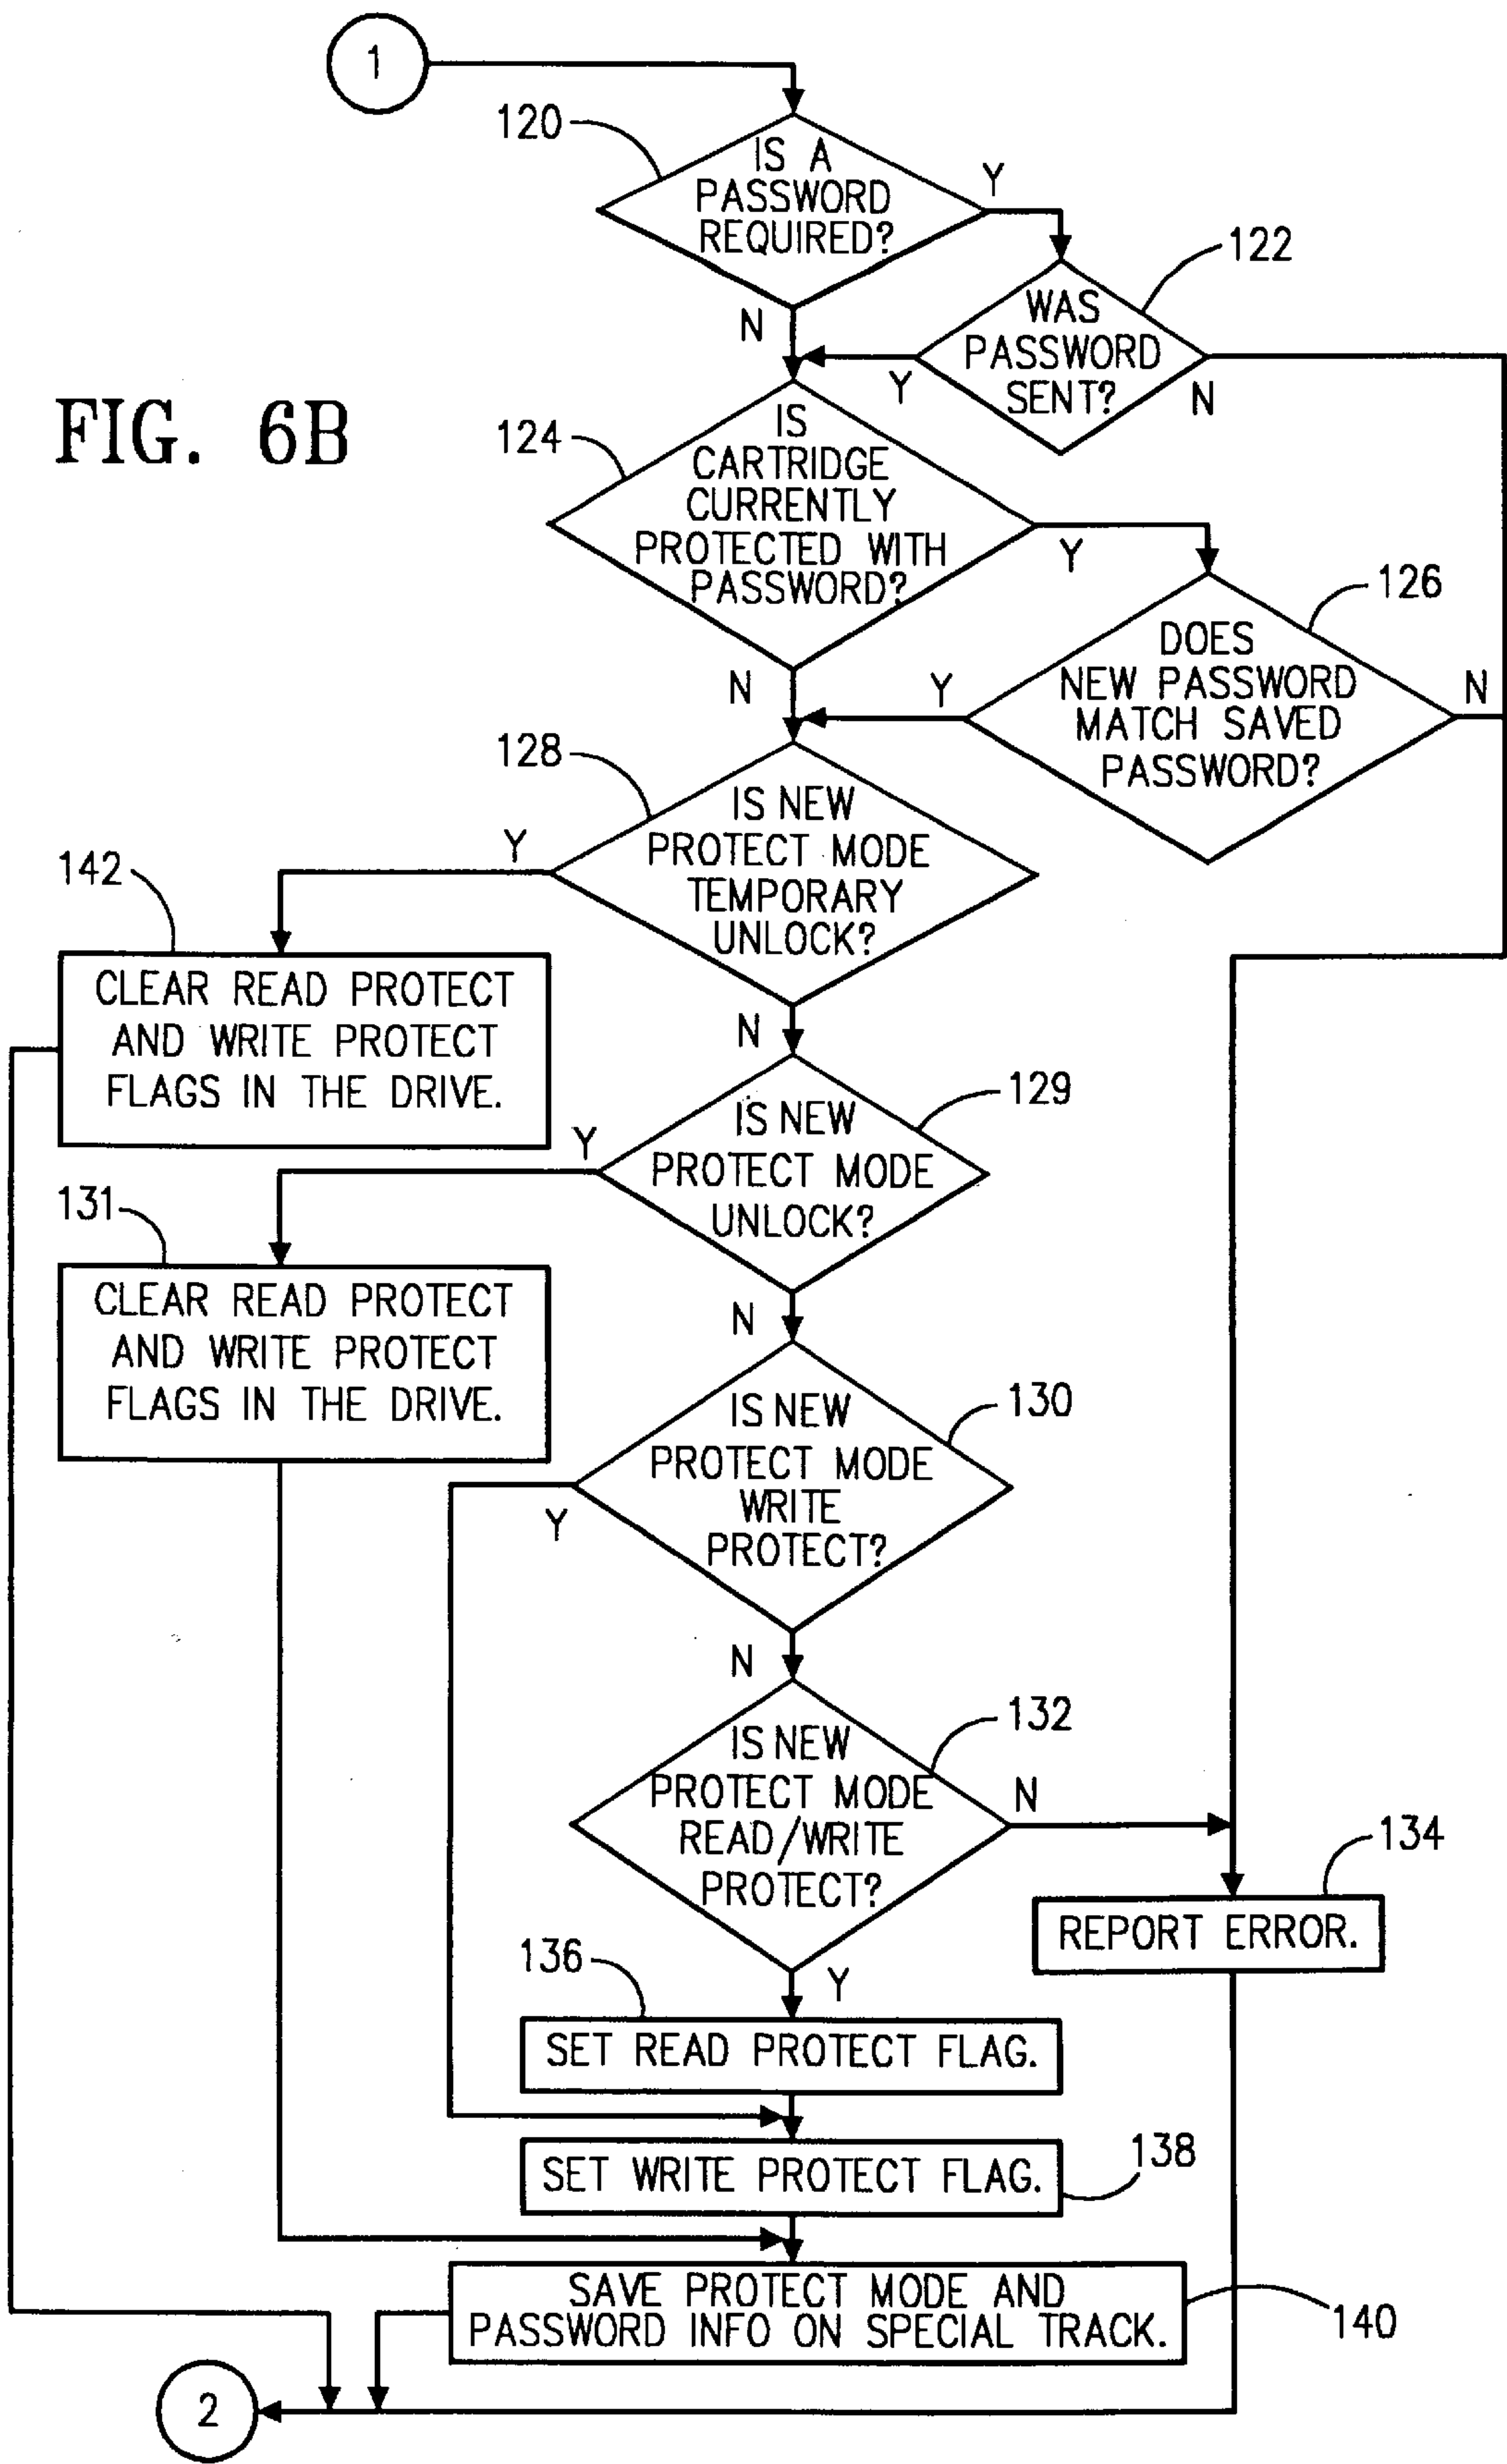 1
120
IS A
PASSWORD
REQUIRED?
Y
N
122
WAS
PASSWORD
SENT?
Y
N
FIG. 6B
124
IS
CARTRIDGE
CURRENTLY
PROTECTED WITH
PASSWORD?
Y
N
126
DOES
NEW PASSWORD
MATCH SAVED
PASSWORD?
Y
N
128
IS NEW
PROTECT MODE
TEMPORARY
UNLOCK?
Y
N
142
CLEAR READ PROTECT
AND WRITE PROTECT
FLAGS IN THE DRIVE.
129
IS NEW
PROTECT MODE
UNLOCK?
Y
N
131
CLEAR READ PROTECT
AND WRITE PROTECT
FLAGS IN THE DRIVE.
130
IS NEW
PROTECT MODE
WRITE
PROTECT?
Y
N
132
IS NEW
PROTECT MODE
READ/WRITE
PROTECT?
N
Y
134
REPORT ERROR.
136
SET READ PROTECT FLAG.
138
SET WRITE PROTECT FLAG.
140
SAVE PROTECT MODE AND
PASSWORD INFO ON SPECIAL TRACK.
2